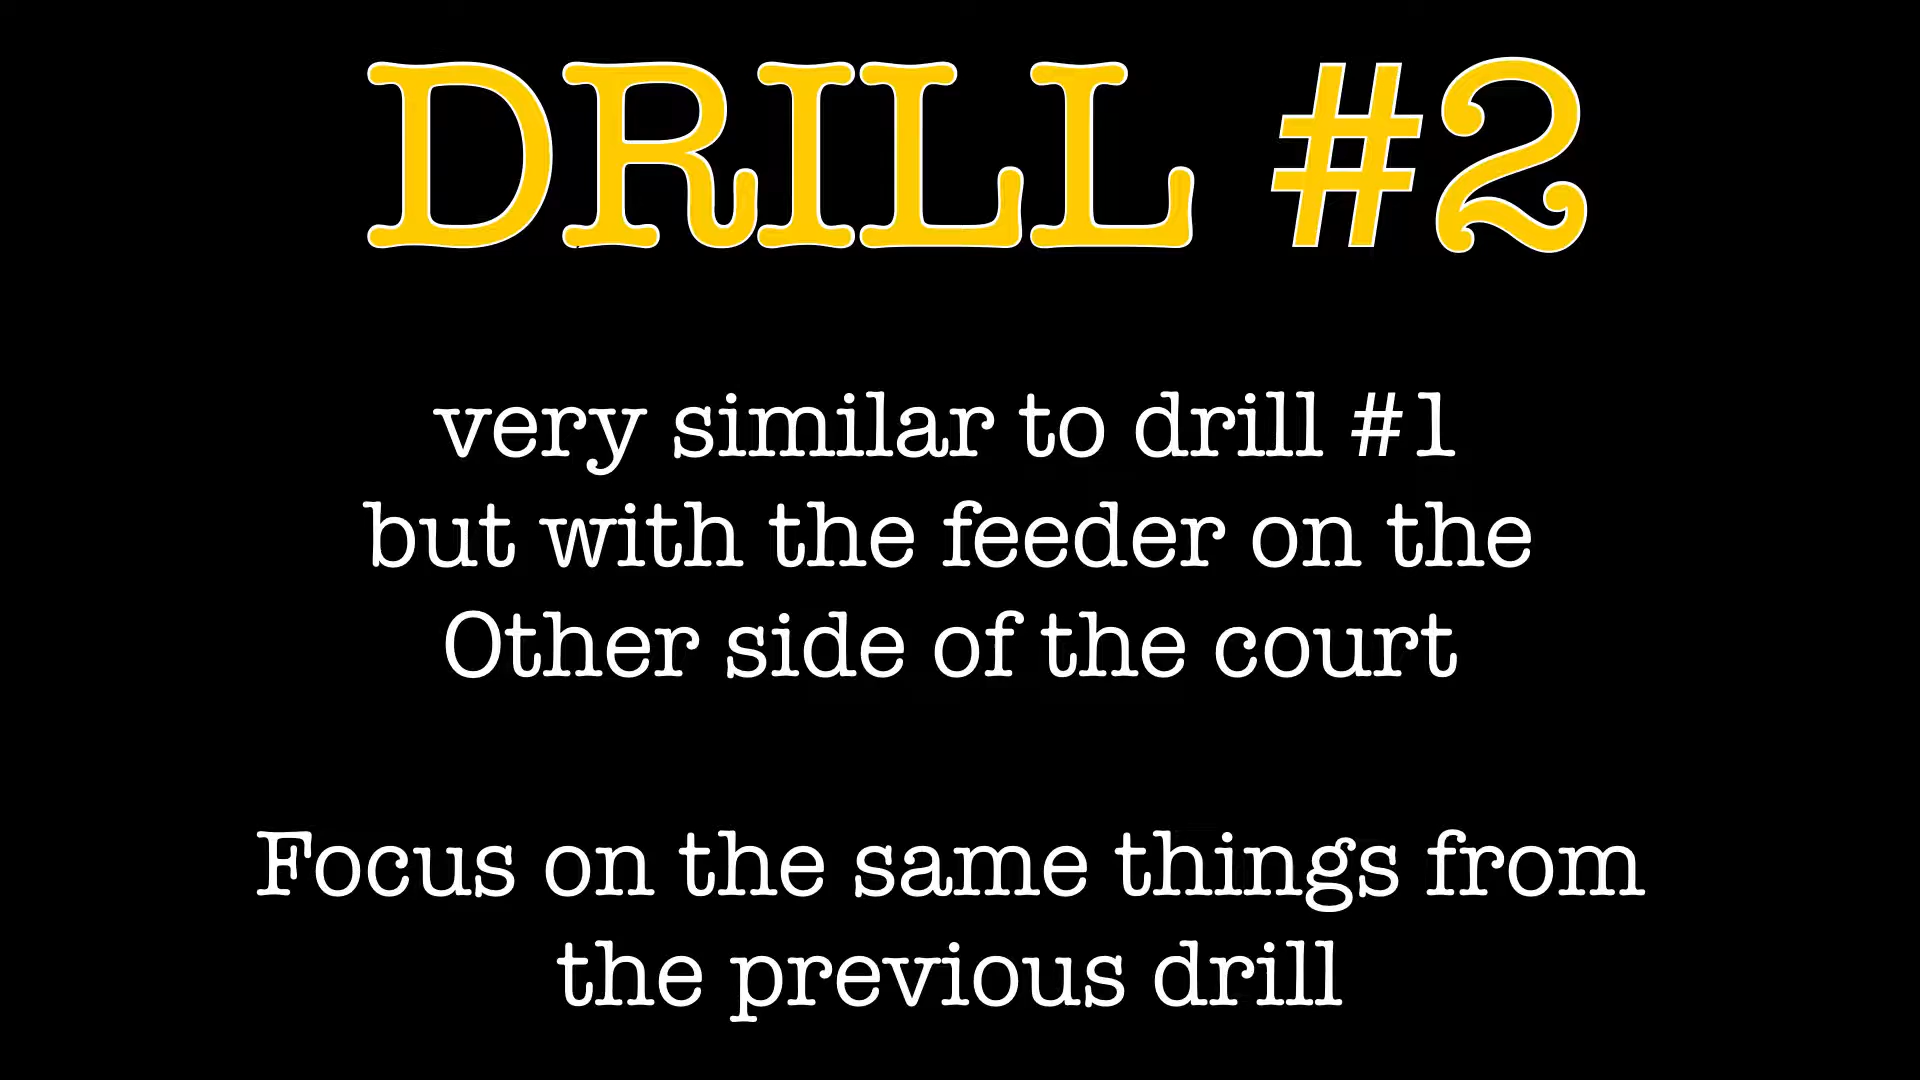 DRILL #2
very similar to drill #1
but with the feeder on the
Other side of the court
Focus on the same things from
the previous drill